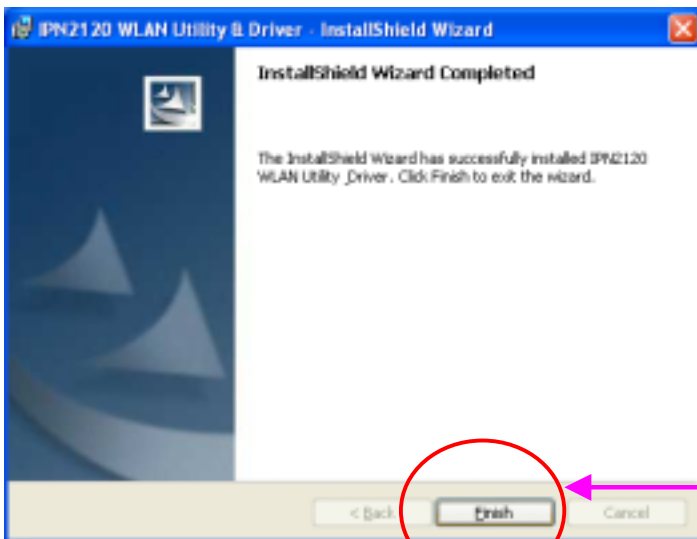 IPN2120 WLAN Utility & Driver - InstallShield Wizard
InstallShield Wizard Completed
The InstallShield Wizard has successfully installed IPN2120
WLAN Utility _Driver. Click Finish to exit the wizard.
< Back
Finish
Cancel